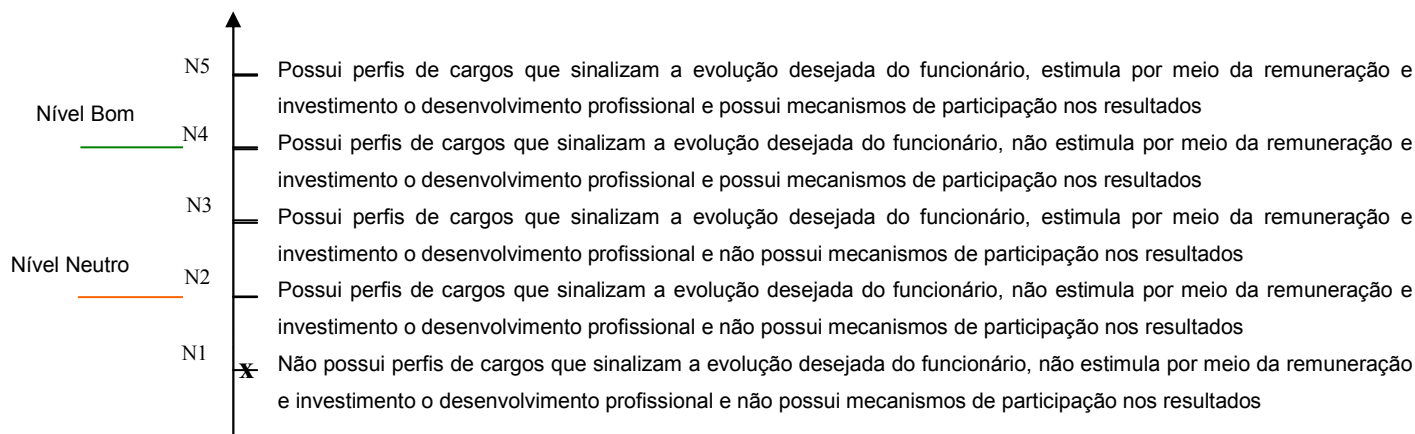 N5 Possui perfis de cargos que sinalizam a evolução desejada do funcionário, estimula por meio da remuneração e
investimento o desenvolvimento profissional e possui mecanismos de participação nos resultados
Nível Bom
N4 Possui perfis de cargos que sinalizam a evolução desejada do funcionário, não estimula por meio da remuneração e
investimento o desenvolvimento profissional e possui mecanismos de participação nos resultados
N3 Possui perfis de cargos que sinalizam a evolução desejada do funcionário, estimula por meio da remuneração e
investimento o desenvolvimento profissional e não possui mecanismos de participação nos resultados
Nível Neutro
N2 Possui perfis de cargos que sinalizam a evolução desejada do funcionário, não estimula por meio da remuneração e
investimento o desenvolvimento profissional e não possui mecanismos de participação nos resultados
N1 x Não possui perfis de cargos que sinalizam a evolução desejada do funcionário, não estimula por meio da remuneração
e investimento o desenvolvimento profissional e não possui mecanismos de participação nos resultados